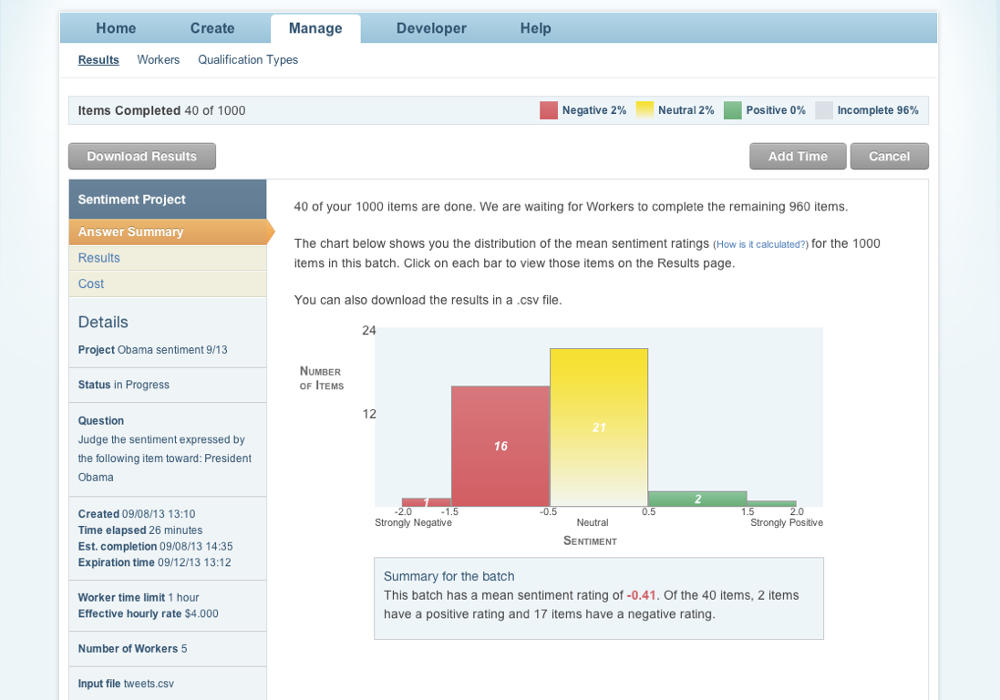 Home Create Manage Developer Help
Results Workers Qualification Types
Items Completed 40 of 1000 Negative 2% Neutral 2% Positive 0% Incomplete 96%
Download Results Add Time Cancel
Sentiment Project
Answer Summary
Results
Cost
Details
Project Obama sentiment 9/13
Status in Progress
Question
Judge the sentiment expressed by
the following item toward: President
Obama
Created 09/08/13 13:10
Time elapsed 26 minutes
Est. completion 09/08/13 14:35
Expiration time 09/12/13 13:12
Worker time limit 1 hour
Effective hourly rate $4.000
Number of Workers 5
Input file tweets.csv
40 of your 1000 items are done. We are waiting for Workers to complete the remaining 960 items.
The chart below shows you the distribution of the mean sentiment ratings (How is it calculated?) for the 1000
items in this batch. Click on each bar to view those items on the Results page.
You can also download the results in a .csv file.
24
Number
of Items
12
21
16
1
2
-2.0 -1.5 -0.5 0.5 1.5 2.0
Strongly Negative Neutral Strongly Positive
Sentiment
Summary for the batch
This batch has a mean sentiment rating of -0.41. Of the 40 items, 2 items
have a positive rating and 17 items have a negative rating.